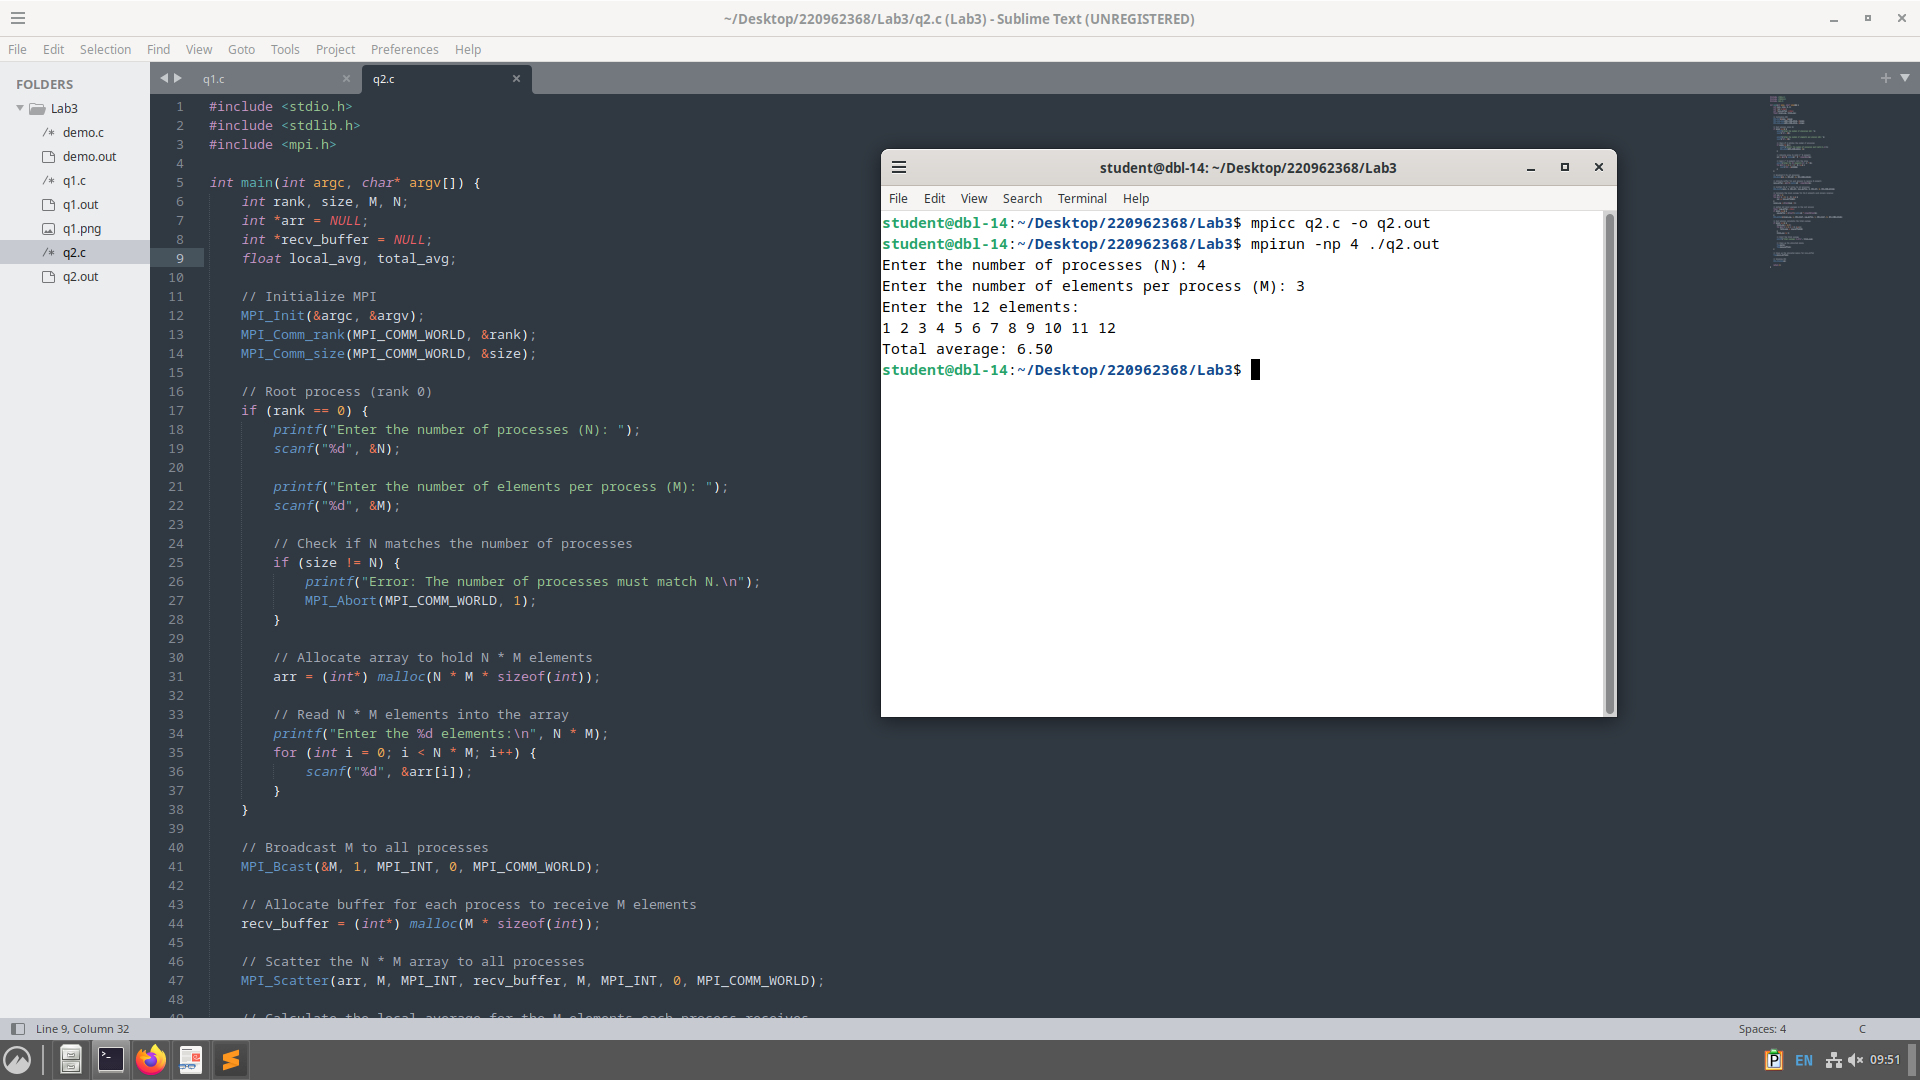 ~/Desktop/220962368/Lab3/q2.c (Lab3) - Sublime Text (UNREGISTERED)
File Edit Selection Find View Goto Tools Project Preferences Help
FOLDERS
Lab3
/* demo.c
demo.out
/* q1.c
q1.out
q1.png
/* q2.c
q2.out
q1.c
q2.c
1 #include <stdio.h>
2 #include <stdlib.h>
3 #include <mpi.h>
4
5 int main(int argc, char* argv[]) {
6     int rank, size, M, N;
7     int *arr = NULL;
8     int *recv_buffer = NULL;
9     float local_avg, total_avg;
10
11     // Initialize MPI
12     MPI_Init(&argc, &argv);
13     MPI_Comm_rank(MPI_COMM_WORLD, &rank);
14     MPI_Comm_size(MPI_COMM_WORLD, &size);
15
16     // Root process (rank 0)
17     if (rank == 0) {
18         printf("Enter the number of processes (N): ");
19         scanf("%d", &N);
20
21         printf("Enter the number of elements per process (M): ");
22         scanf("%d", &M);
23
24         // Check if N matches the number of processes
25         if (size != N) {
26             printf("Error: The number of processes must match N.\n");
27             MPI_Abort(MPI_COMM_WORLD, 1);
28         }
29
30         // Allocate array to hold N * M elements
31         arr = (int*) malloc(N * M * sizeof(int));
32
33         // Read N * M elements into the array
34         printf("Enter the %d elements:\n", N * M);
35         for (int i = 0; i < N * M; i++) {
36             scanf("%d", &arr[i]);
37         }
38     }
39
40     // Broadcast M to all processes
41     MPI_Bcast(&M, 1, MPI_INT, 0, MPI_COMM_WORLD);
42
43     // Allocate buffer for each process to receive M elements
44     recv_buffer = (int*) malloc(M * sizeof(int));
45
46     // Scatter the N * M array to all processes
47     MPI_Scatter(arr, M, MPI_INT, recv_buffer, M, MPI_INT, 0, MPI_COMM_WORLD);
48
49     // Calculate the local average for the M elements each process receives
student@dbl-14: ~/Desktop/220962368/Lab3
File Edit View Search Terminal Help
student@dbl-14:~/Desktop/220962368/Lab3$ mpicc q2.c -o q2.out
student@dbl-14:~/Desktop/220962368/Lab3$ mpirun -np 4 ./q2.out
Enter the number of processes (N): 4
Enter the number of elements per process (M): 3
Enter the 12 elements:
1 2 3 4 5 6 7 8 9 10 11 12
Total average: 6.50
student@dbl-14:~/Desktop/220962368/Lab3$
Line 9, Column 32
Spaces: 4
C
EN
09:51